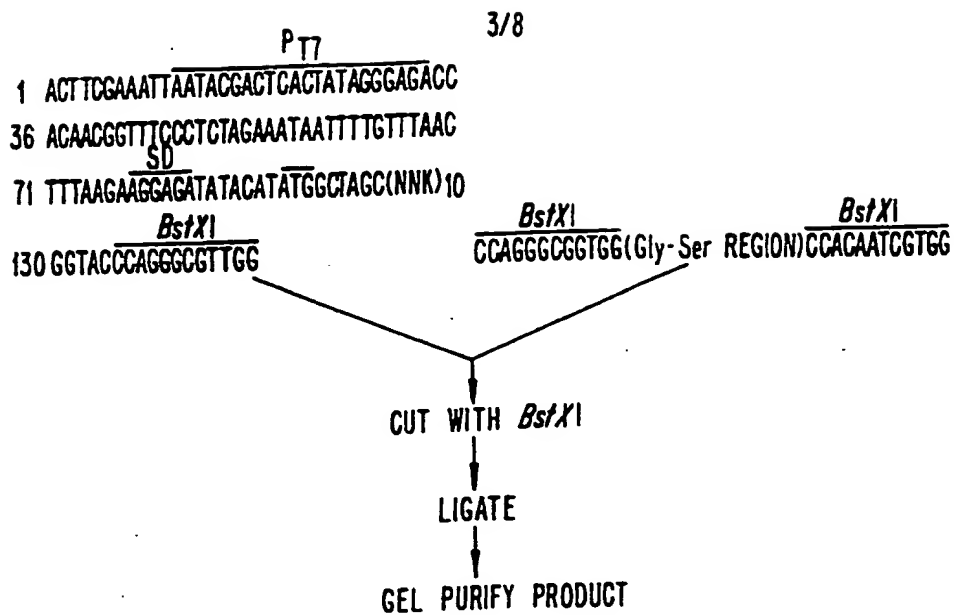 3/8
PT7
1 ACTTCGAAATTAATACGACTCACTATAGGGAGACC
36 ACAACGGTTTCCCTCTAGAAATAATTTTGTTTAAC
SD
71 TTTAAGAAGGAGATATACATATGGCTAGC(NNK)10
BstXI
130 GGTACCCAGGGCGTTGG
BstXI BstXI
CCAGGGCGGTGG(Gly-Ser REGION)CCACAATCGTGG
CUT WITH BstXI
LIGATE
GEL PURIFY PRODUCT